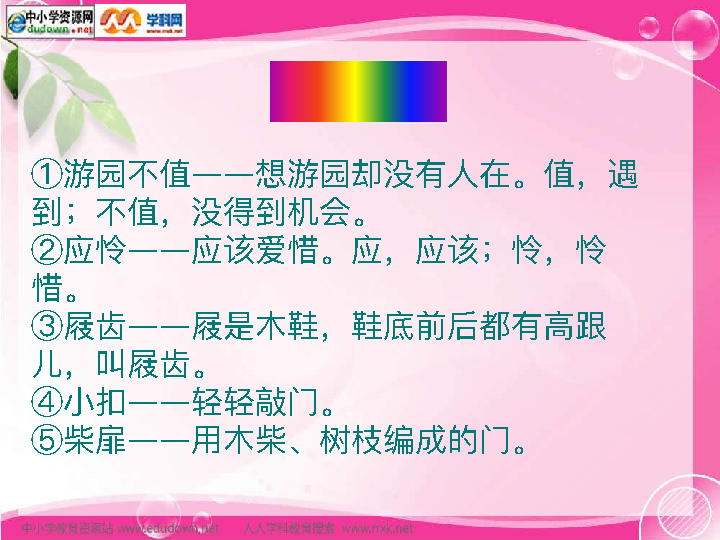 中小学资源网 学科网
dudown.net www.nxk.net
①游园不值——想游园却没有人在。值，遇
到；不值，没得到机会。
②应怜——应该爱惜。应，应该；怜，怜
惜。
③屐齿——屐是木鞋，鞋底前后都有高跟
儿，叫屐齿。
④小扣——轻轻敲门。
⑤柴扉——用木柴、树枝编成的门。
中小学教育资源站 www.edudown.net 人人学科教育搜索 www.nxk.net